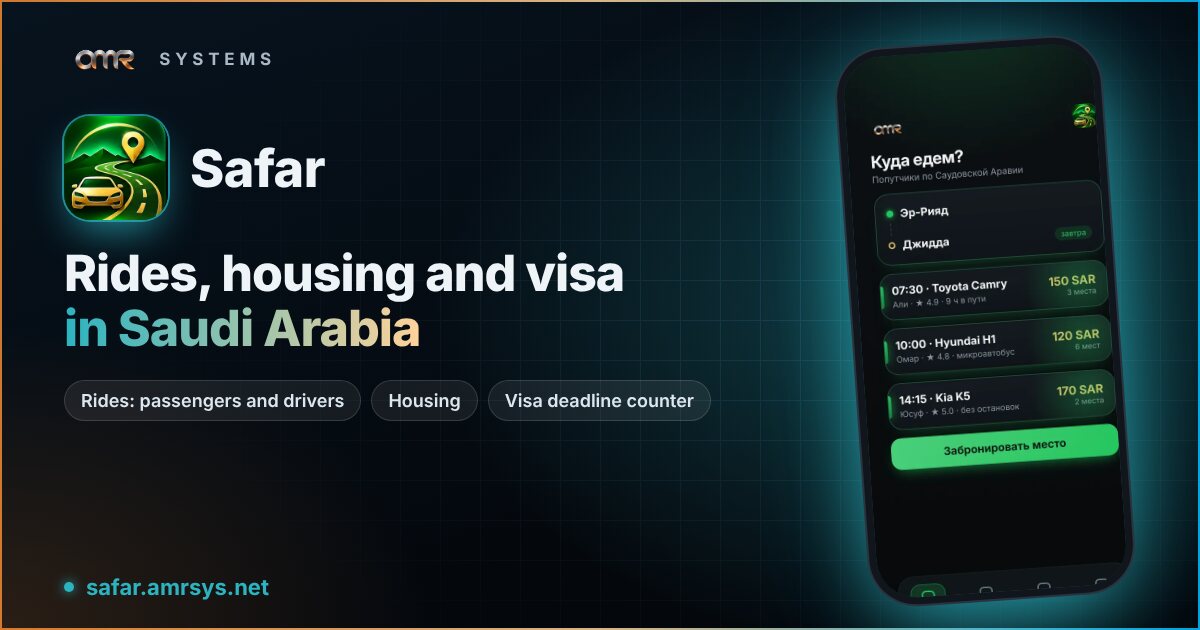 AMR SYSTEMS
Safar
Rides, housing and visa
in Saudi Arabia
Rides: passengers and drivers
Housing
Visa deadline counter
safar.amrsys.net
AMR
Куда едем?
Попутчики по Саудовской Аравии
Эр-Рияд
Джидда
завтра
07:30 · Toyota Camry
150 SAR
Али · ★ 4.9 · 9 ч в пути
3 места
10:00 · Hyundai H1
120 SAR
Омар · ★ 4.8 · микроавтобус
6 мест
14:15 · Kia K5
170 SAR
Юсуф · ★ 5.0 · без остановок
2 места
Забронировать место